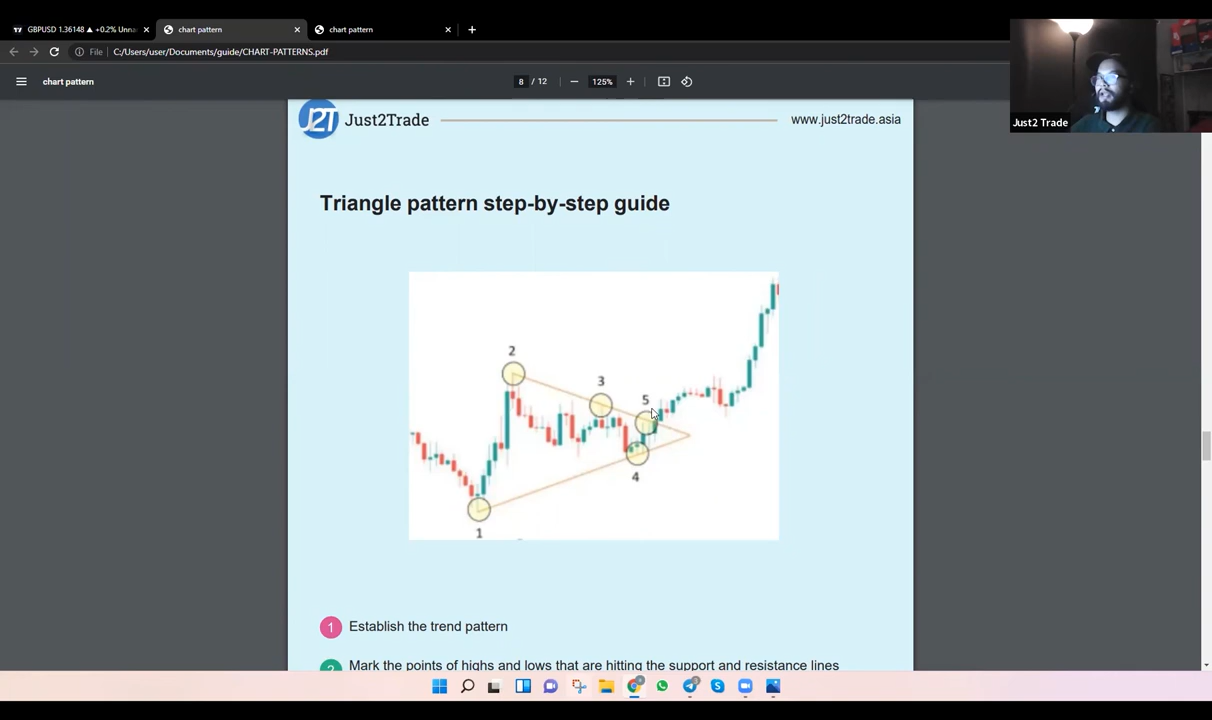 GBPUSD 1.36148 ▲ +0.2% Unna
chart pattern
chart pattern
File
C:/Users/user/Documents/guide/CHART-PATTERNS.pdf
chart pattern
8 / 12
125%
Just2 Trade
J2T
Just2Trade
www.just2trade.asia
Triangle pattern step-by-step guide
2
3
5
4
1
1 Establish the trend pattern
2 Mark the points of highs and lows that are hitting the support and resistance lines